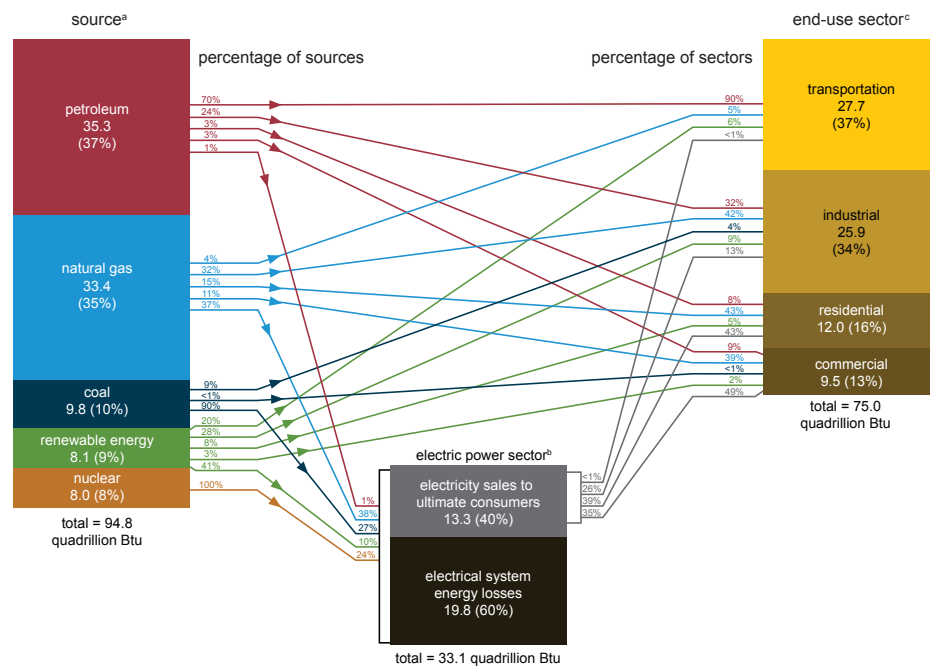 sourceᵃ
end-use sectorᶜ
percentage of sources
percentage of sectors
petroleum
35.3
(37%)
70%
24%
3%
3%
1%
natural gas
33.4
(35%)
4%
32%
15%
11%
37%
coal
9.8 (10%)
9%
<1%
90%
renewable energy
8.1 (9%)
20%
28%
8%
3%
41%
nuclear
8.0 (8%)
100%
total = 94.8
quadrillion Btu
1%
38%
27%
10%
24%
electric power sectorᵇ
electricity sales to
ultimate consumers
13.3 (40%)
electrical system
energy losses
19.8 (60%)
total = 33.1 quadrillion Btu
<1%
26%
39%
35%
90%
5%
6%
<1%
transportation
27.7
(37%)
32%
42%
4%
9%
13%
industrial
25.9
(34%)
8%
43%
5%
43%
residential
12.0 (16%)
9%
39%
<1%
2%
49%
commercial
9.5 (13%)
total = 75.0
quadrillion Btu